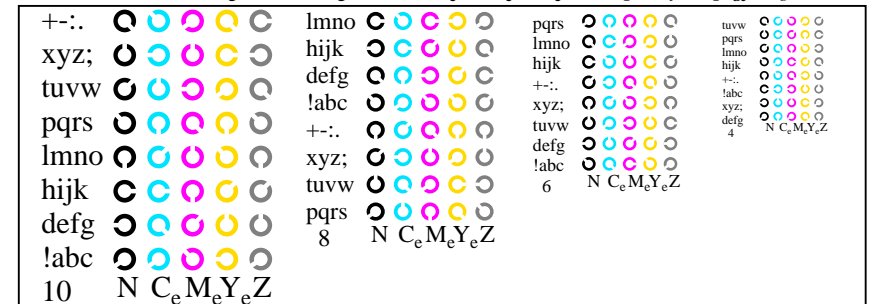 +-:.
xyz;
tuvw
pqrs
lmno
hijk
defg
!abc
10 N CeMeYeZ
lmno
hijk
defg
!abc
+-:.
xyz;
tuvw
pqrs
8 N CeMeYeZ
pqrs
lmno
hijk
+-:.
xyz;
tuvw
defg
!abc
6 N CeMeYeZ
tuvw
pqrs
lmno
hijk
+-:.
!abc
xyz;
defg
4 N CeMeYeZ